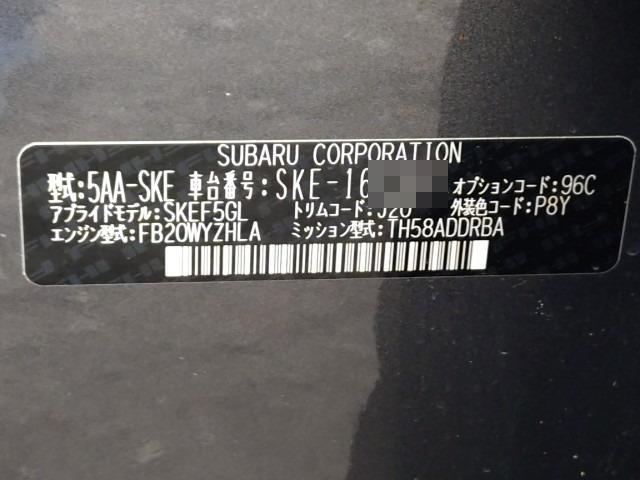 SUBARU CORPORATION
型式:5AA-SKE 車台番号:SKE-16 オプションコード:96C
アプライドモデル:SKEF5GL トリムコード:J20 外装色コード:P8Y
エンジン型式:FB20WYZHLA ミッション型式:TH58ADDRBA